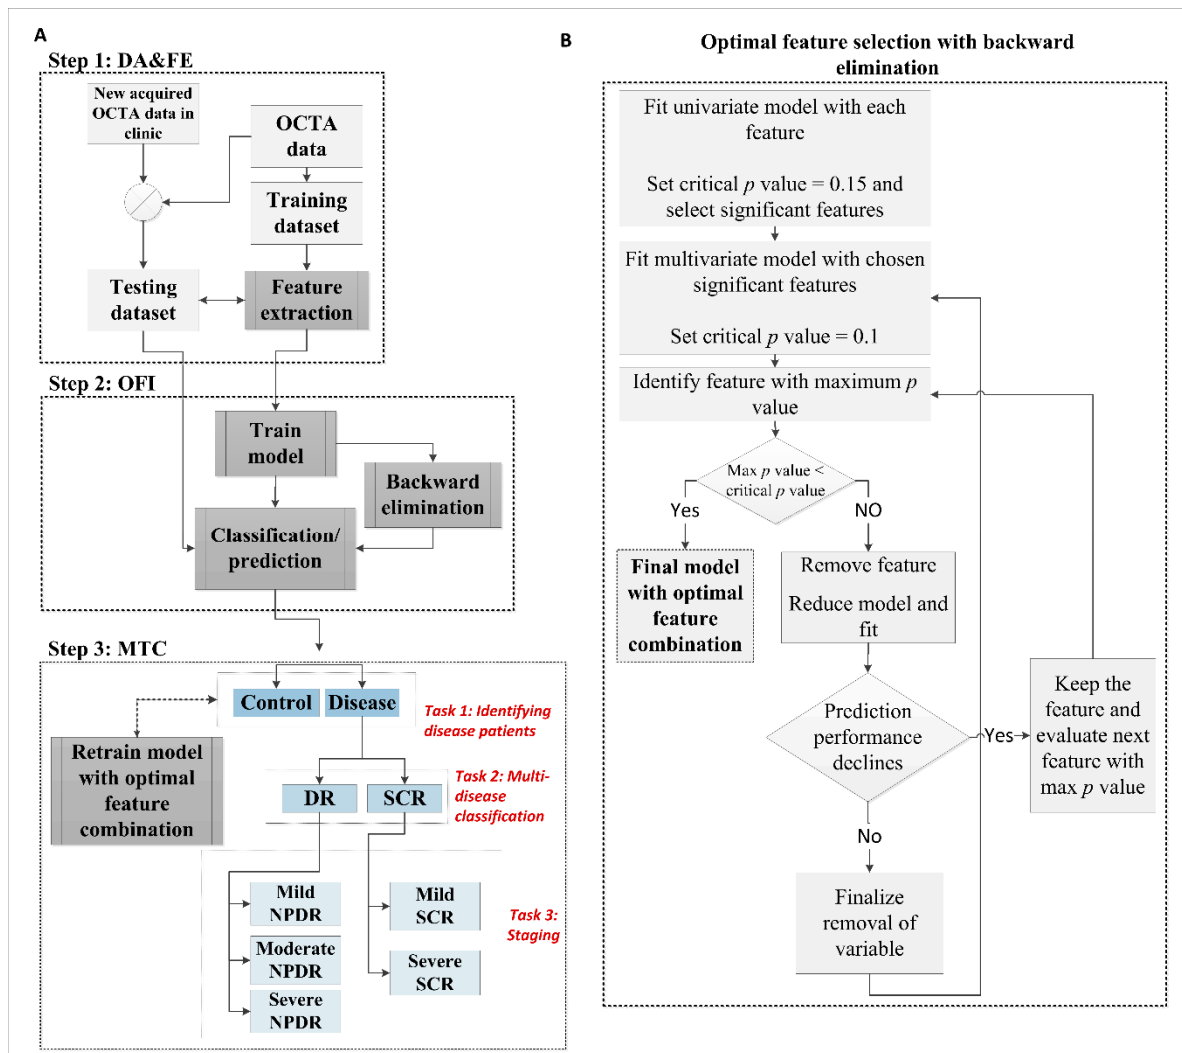 A
Step 1: DA&FE
New acquired
OCTA data in
clinic
OCTA
data
Training
dataset
Testing
dataset
Feature
extraction
Step 2: OFI
Train
model
Backward
elimination
Classification/
prediction
Step 3: MTC
Control
Disease
Task 1: Identifying
disease patients
Retrain model
with optimal
feature
combination
Task 2: Multi-
disease
classification
DR
SCR
Mild
NPDR
Moderate
NPDR
Severe
NPDR
Mild
SCR
Severe
SCR
Task 3:
Staging
B
Optimal feature selection with backward
elimination
Fit univariate model with each
feature
Set critical p value = 0.15 and
select significant features
Fit multivariate model with chosen
significant features
Set critical p value = 0.1
Identify feature with maximum p
value
Max p value <
critical p value
Yes
NO
Final model
with optimal
feature
combination
Remove feature
Reduce model and
fit
Prediction
performance
declines
Yes
Keep the
feature and
evaluate next
feature with
max p value
No
Finalize
removal of
variable